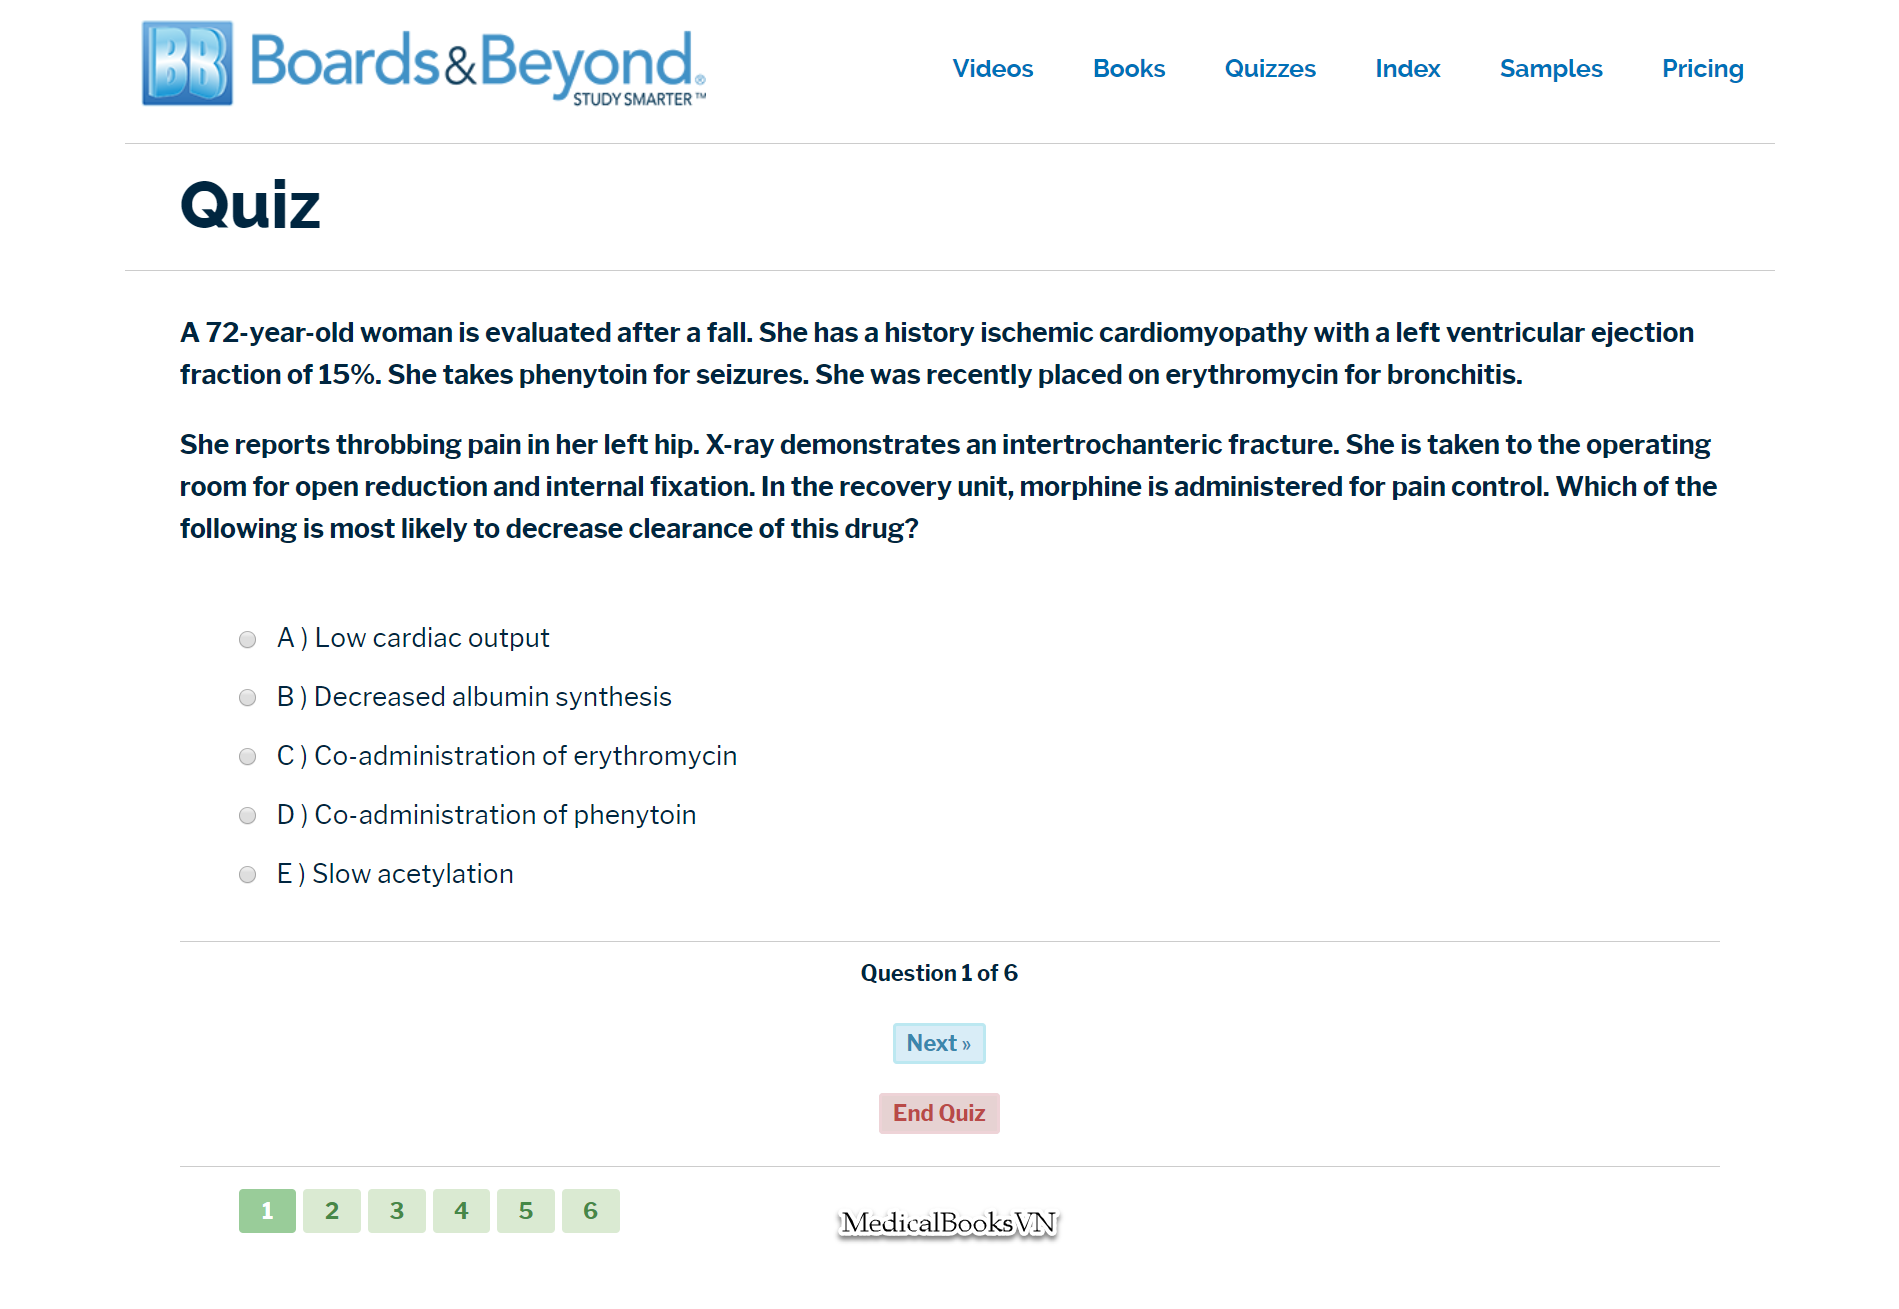 BB Boards&Beyond®
STUDY SMARTER™
Videos Books Quizzes Index Samples Pricing
Quiz
A 72-year-old woman is evaluated after a fall. She has a history ischemic cardiomyopathy with a left ventricular ejection
fraction of 15%. She takes phenytoin for seizures. She was recently placed on erythromycin for bronchitis.
She reports throbbing pain in her left hip. X-ray demonstrates an intertrochanteric fracture. She is taken to the operating
room for open reduction and internal fixation. In the recovery unit, morphine is administered for pain control. Which of the
following is most likely to decrease clearance of this drug?
A ) Low cardiac output
B ) Decreased albumin synthesis
C ) Co-administration of erythromycin
D ) Co-administration of phenytoin
E ) Slow acetylation
Question 1 of 6
Next »
End Quiz
1 2 3 4 5 6
MedicalBooksVN